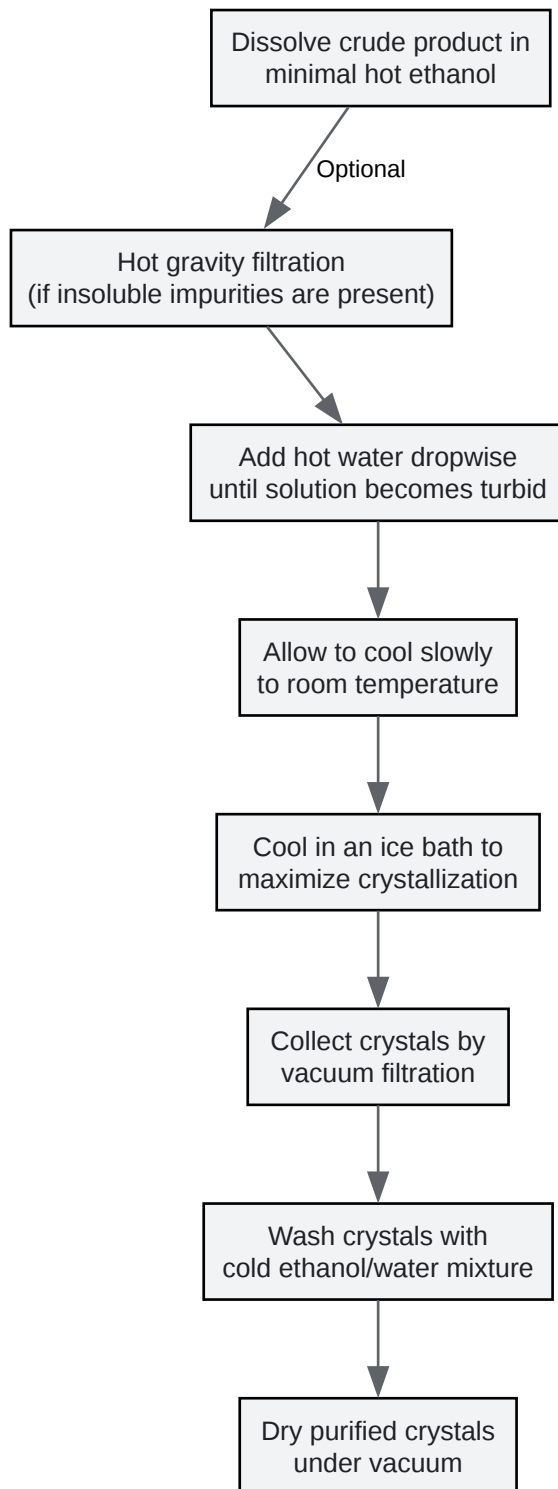 Dissolve crude product in
minimal hot ethanol
Optional
Hot gravity filtration
(if insoluble impurities are present)
Add hot water dropwise
until solution becomes turbid
Allow to cool slowly
to room temperature
Cool in an ice bath to
maximize crystallization
Collect crystals by
vacuum filtration
Wash crystals with
cold ethanol/water mixture
Dry purified crystals
under vacuum